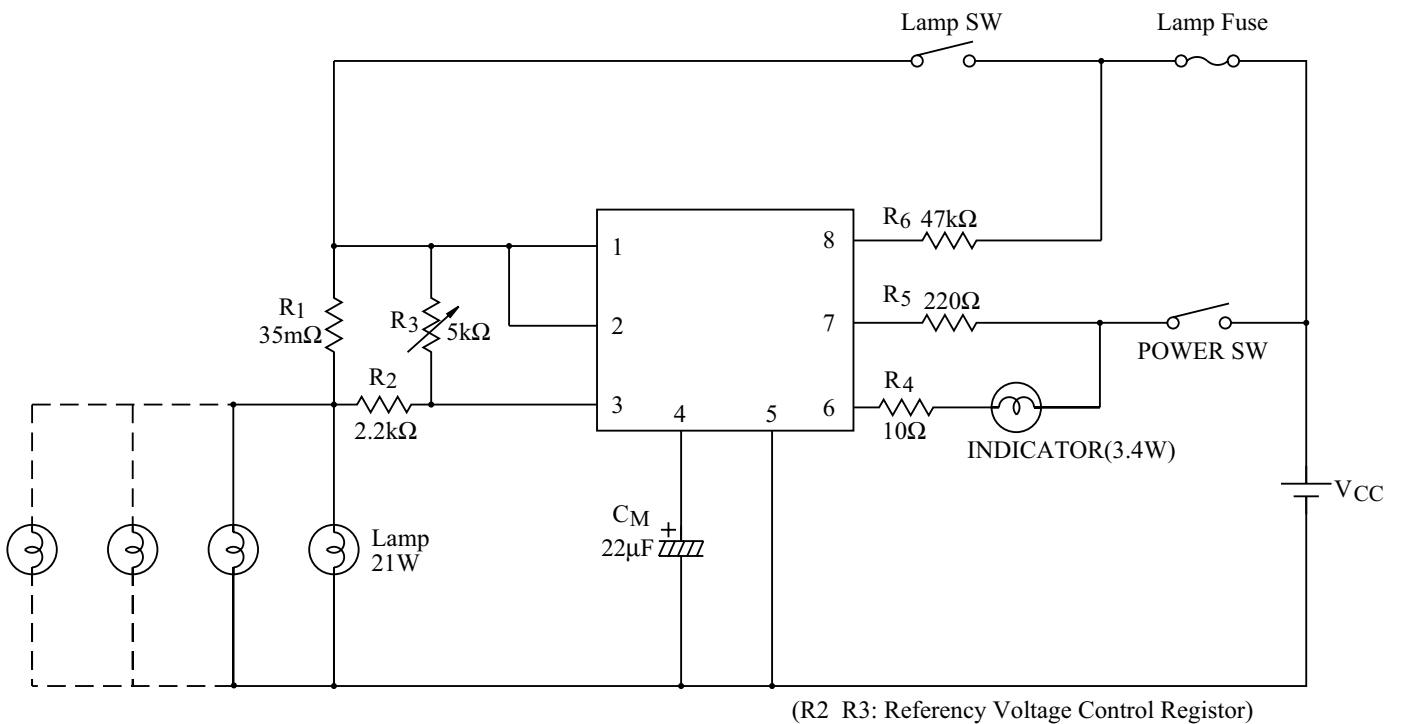 Lamp SW
Lamp Fuse
R6 47kΩ
8
1
R1
35mΩ
R3
5kΩ
2
R5 220Ω
7
POWER SW
R2
2.2kΩ
3
4
5
6
R4
10Ω
INDICATOR(3.4W)
VCC
CM
+
22μF
Lamp
21W
(R2 R3: Referency Voltage Control Registor)